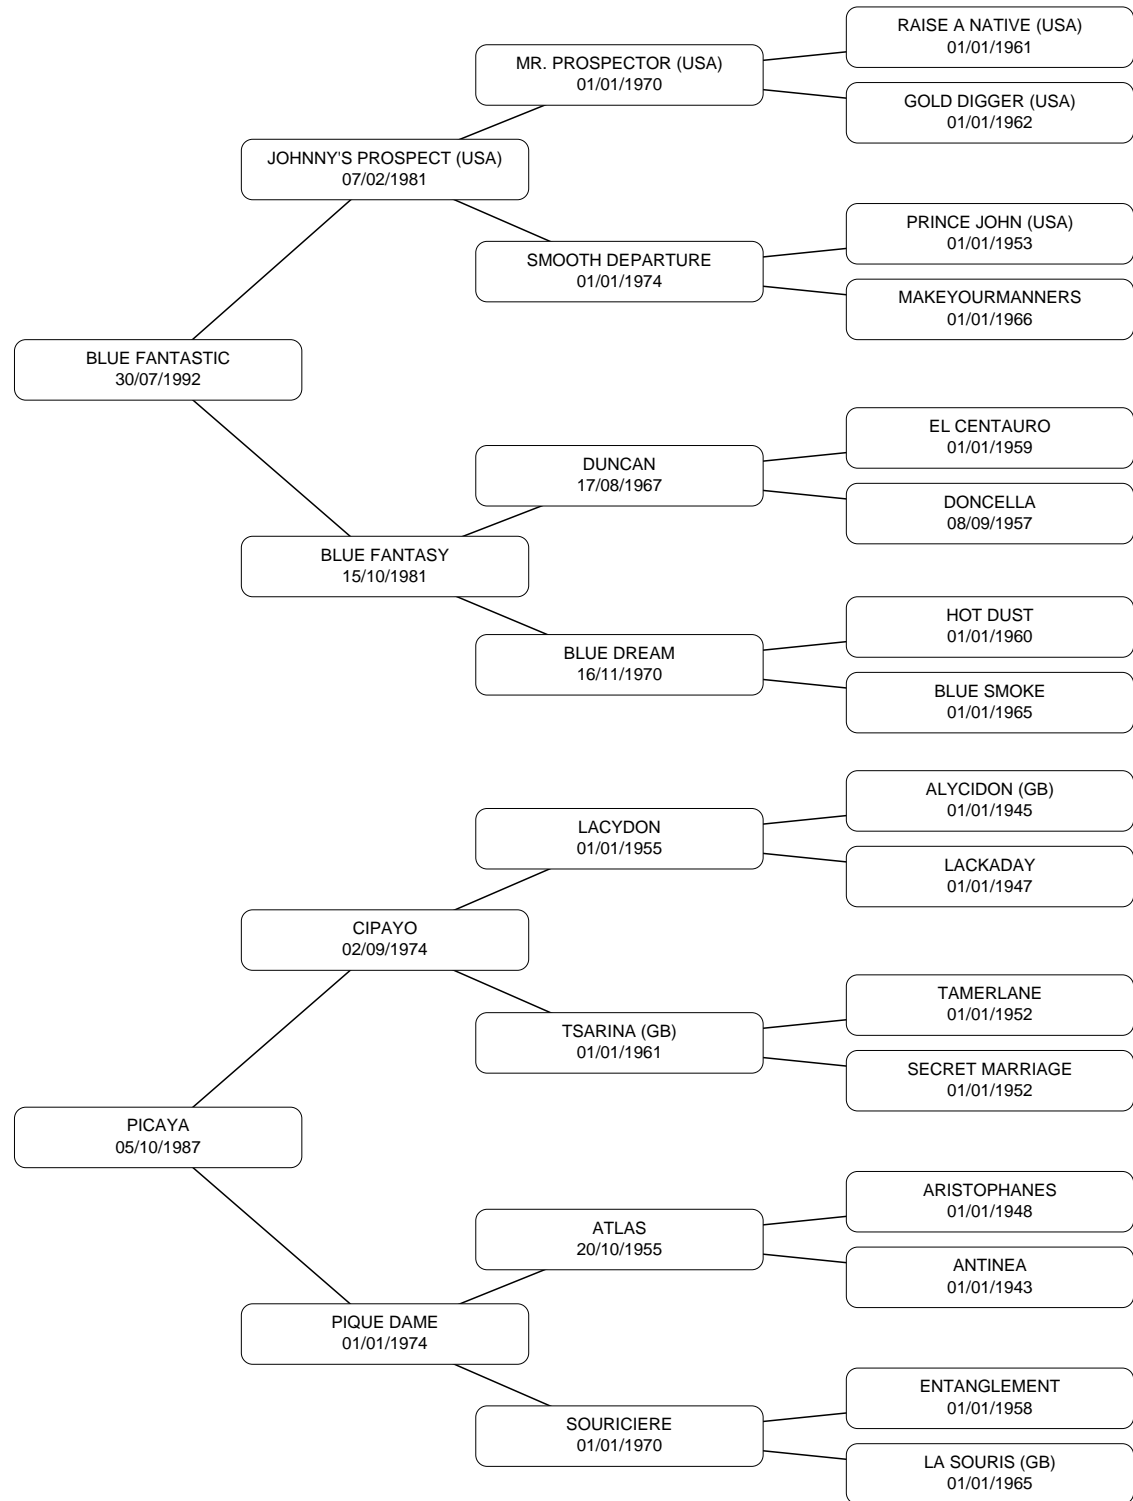 RAISE A NATIVE (USA)
01/01/1961
MR. PROSPECTOR (USA)
01/01/1970
GOLD DIGGER (USA)
01/01/1962
JOHNNY'S PROSPECT (USA)
07/02/1981
PRINCE JOHN (USA)
01/01/1953
SMOOTH DEPARTURE
01/01/1974
MAKEYOURMANNERS
01/01/1966
BLUE FANTASTIC
30/07/1992
EL CENTAURO
01/01/1959
DUNCAN
17/08/1967
DONCELLA
08/09/1957
BLUE FANTASY
15/10/1981
HOT DUST
01/01/1960
BLUE DREAM
16/11/1970
BLUE SMOKE
01/01/1965
ALYCIDON (GB)
01/01/1945
LACYDON
01/01/1955
LACKADAY
01/01/1947
CIPAYO
02/09/1974
TAMERLANE
01/01/1952
TSARINA (GB)
01/01/1961
SECRET MARRIAGE
01/01/1952
PICAYA
05/10/1987
ARISTOPHANES
01/01/1948
ATLAS
20/10/1955
ANTINEA
01/01/1943
PIQUE DAME
01/01/1974
ENTANGLEMENT
01/01/1958
SOURICIERE
01/01/1970
LA SOURIS (GB)
01/01/1965